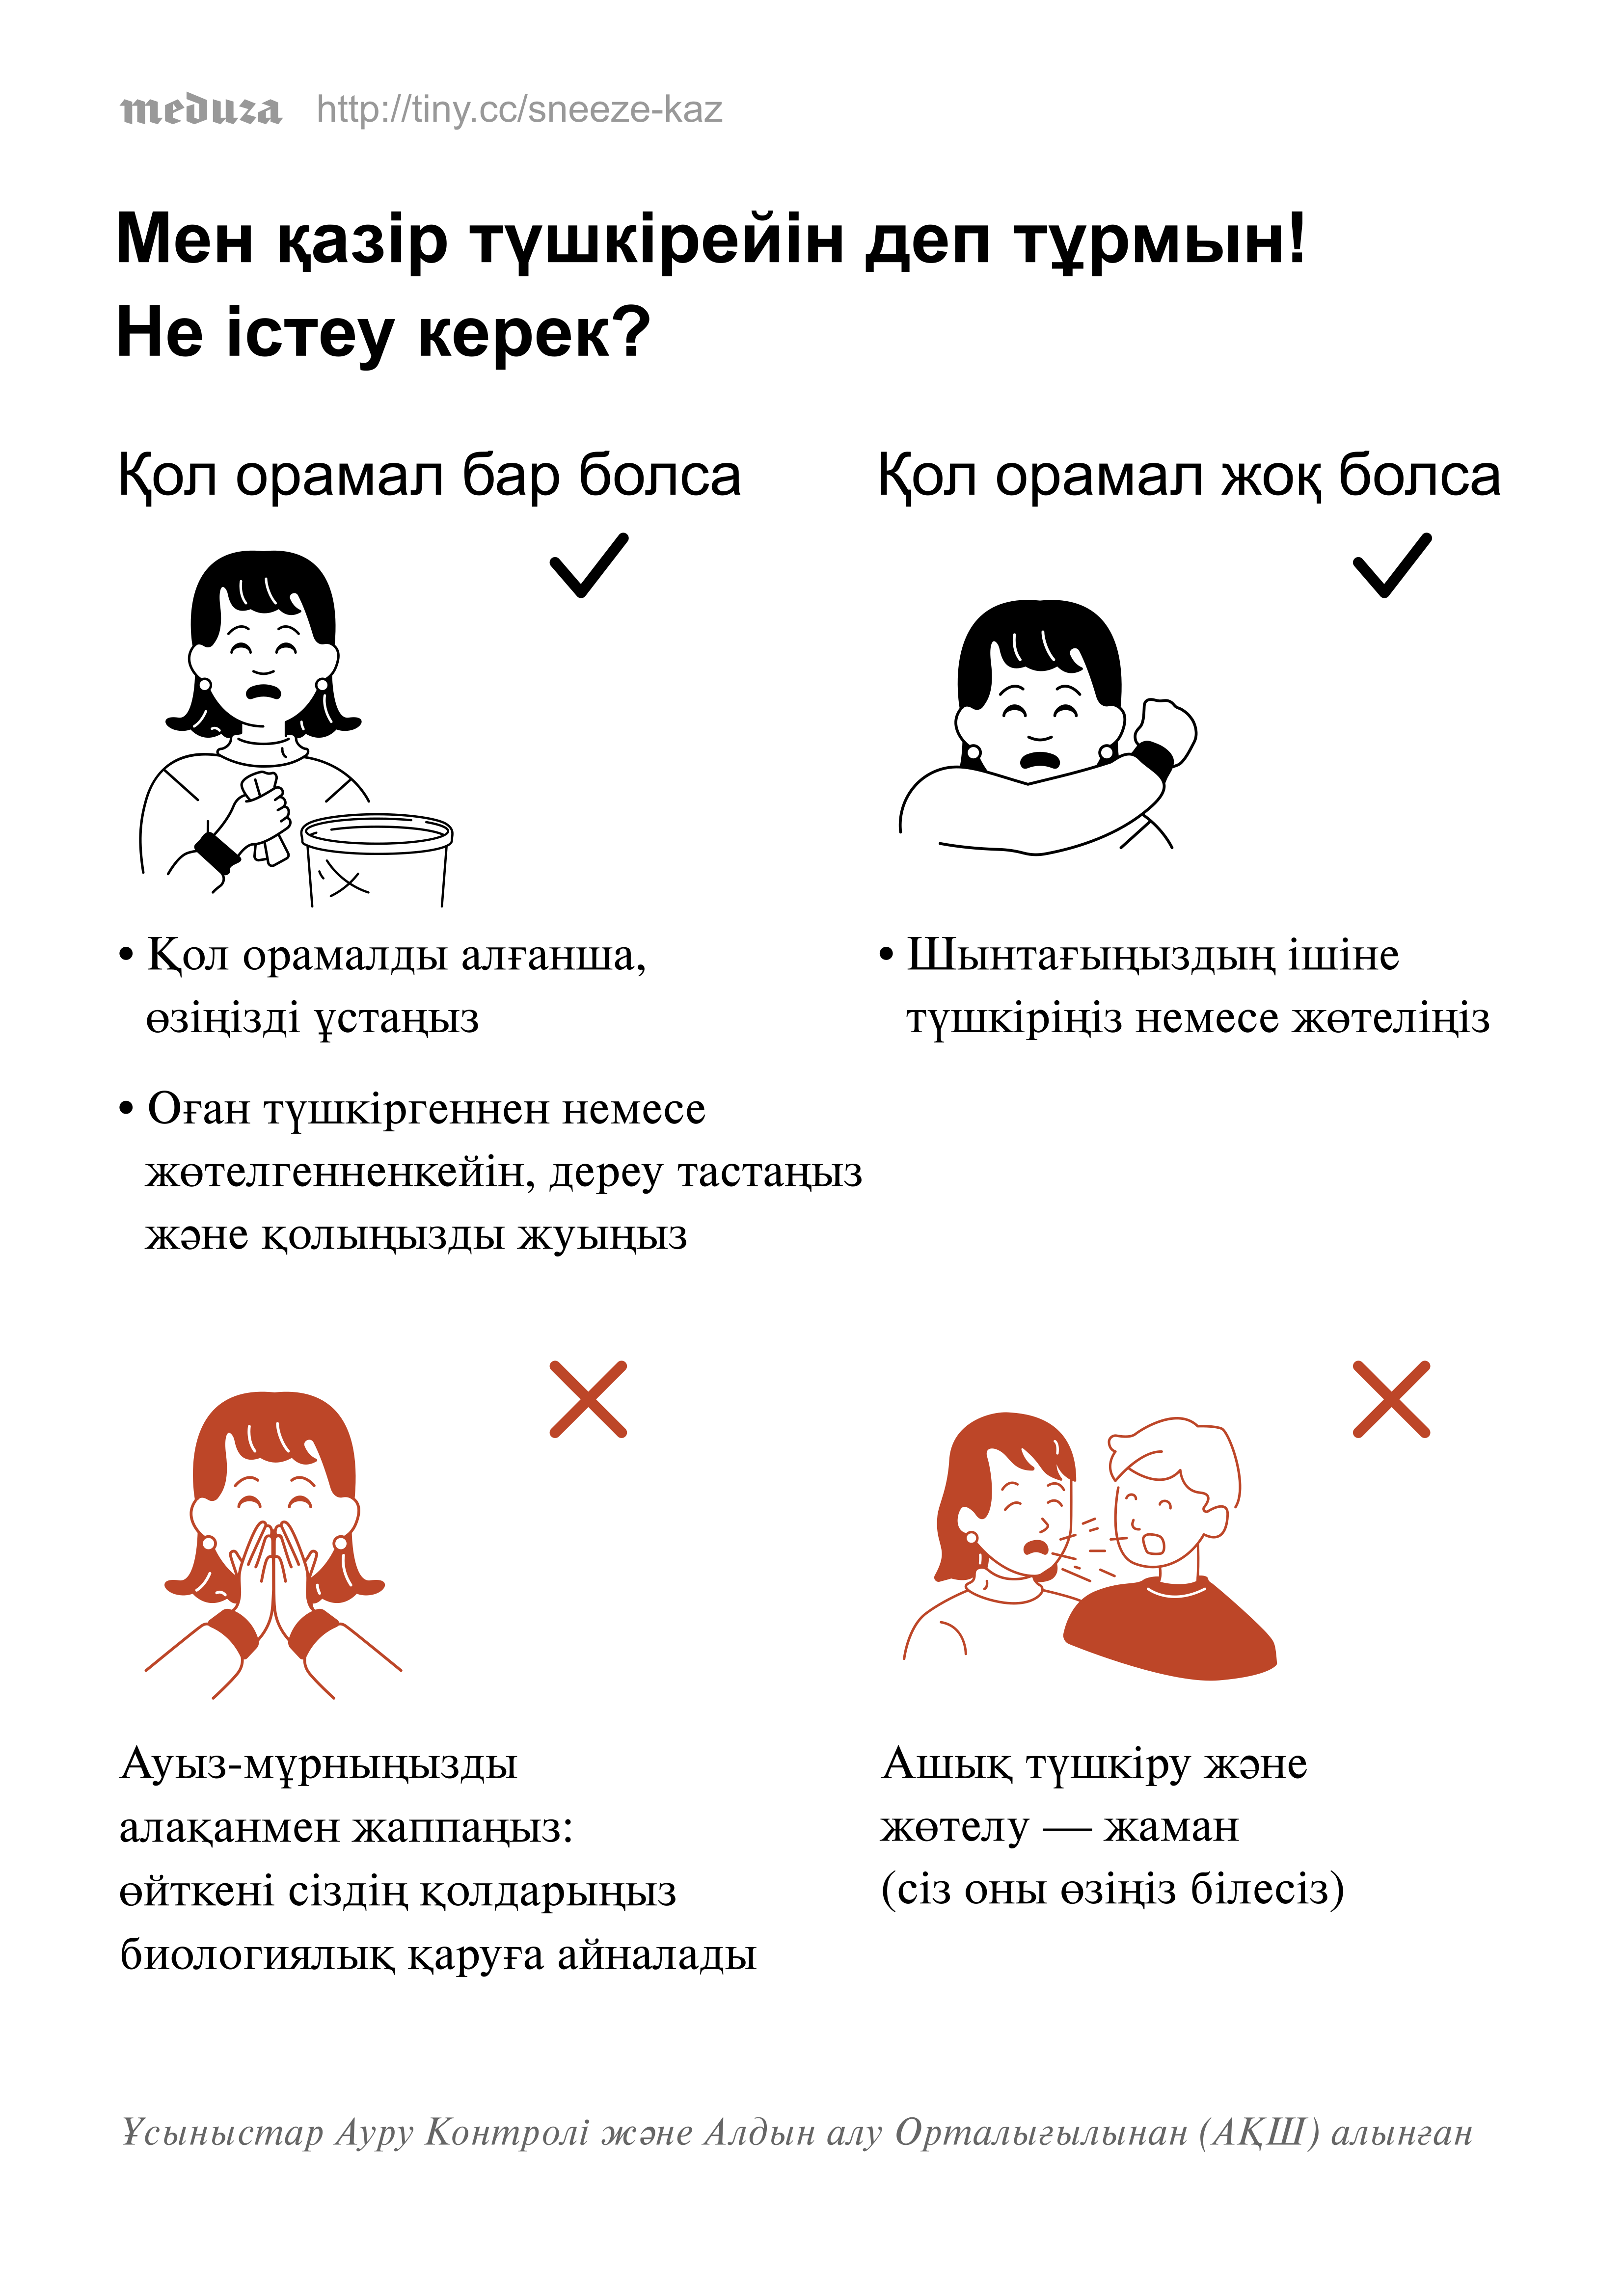 meduza http://tiny.cc/sneeze-kaz
Мен қазір түшкірейін деп тұрмын!
Не істеу керек?
Қол орамал бар болса
Қол орамал жоқ болса
• Қол орамалды алғанша,
өзіңізді ұстаңыз
• Оған түшкіргеннен немесе
жөтелгенненкейін, дереу тастаңыз
және қолыңызды жуыңыз
• Шынтағыңыздың ішіне
түшкіріңіз немесе жөтеліңіз
Ауыз-мұрныңызды
алақанмен жаппаңыз:
өйткені сіздің қолдарыңыз
биологиялық қаруға айналады
Ашық түшкіру және
жөтелу — жаман
(сіз оны өзіңіз білесіз)
Ұсыныстар Ауру Контролі және Алдын алу Орталығылынан (АҚШ) алынған